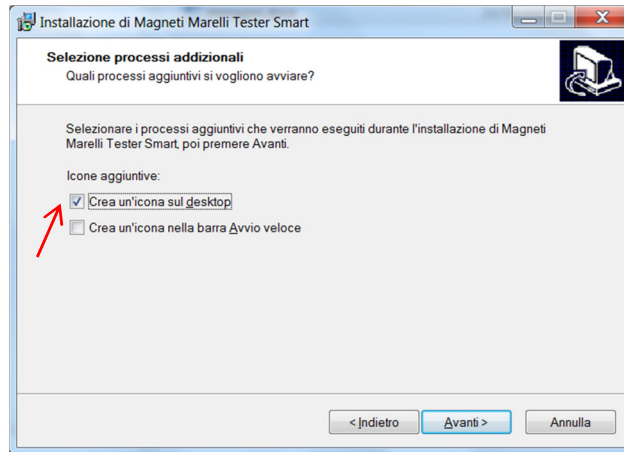 Installazione di Magneti Marelli Tester Smart
Selezione processi addizionali
Quali processi aggiuntivi si vogliono avviare?
Selezionare i processi aggiuntivi che verranno eseguiti durante l'installazione di Magneti
Marelli Tester Smart, poi premere Avanti.
Icone aggiuntive:
Crea un'icona sul desktop
Crea un'icona nella barra Avvio veloce
< Indietro
Avanti >
Annulla